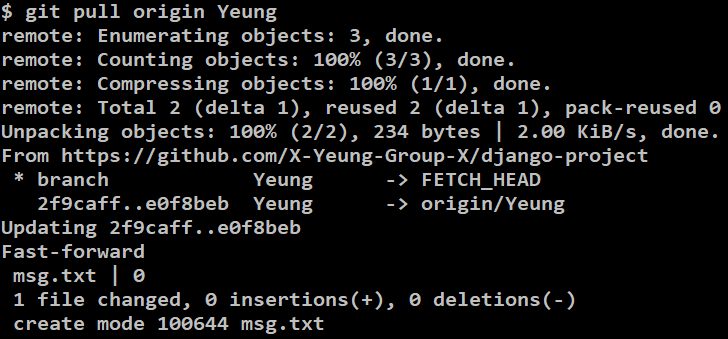 $ git pull origin Yeung
remote: Enumerating objects: 3, done.
remote: Counting objects: 100% (3/3), done.
remote: Compressing objects: 100% (1/1), done.
remote: Total 2 (delta 1), reused 2 (delta 1), pack-reused 0
Unpacking objects: 100% (2/2), 234 bytes | 2.00 KiB/s, done.
From https://github.com/X-Yeung-Group-X/django-project
 * branch            Yeung      -> FETCH_HEAD
   2f9caff..e0f8beb  Yeung      -> origin/Yeung
Updating 2f9caff..e0f8beb
Fast-forward
 msg.txt | 0
 1 file changed, 0 insertions(+), 0 deletions(-)
 create mode 100644 msg.txt